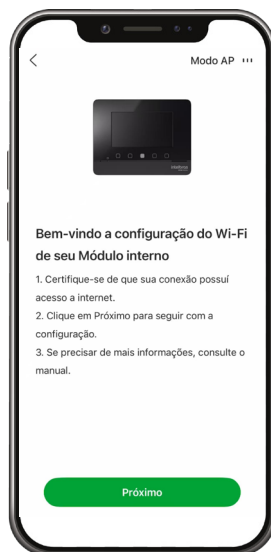 Modo AP
intelbras
Bem-vindo a configuração do Wi-Fi
de seu Módulo interno
1. Certifique-se de que sua conexão possuí
acesso a internet.
2. Clique em Próximo para seguir com a
configuração.
3. Se precisar de mais informações, consulte o
manual.
Próximo